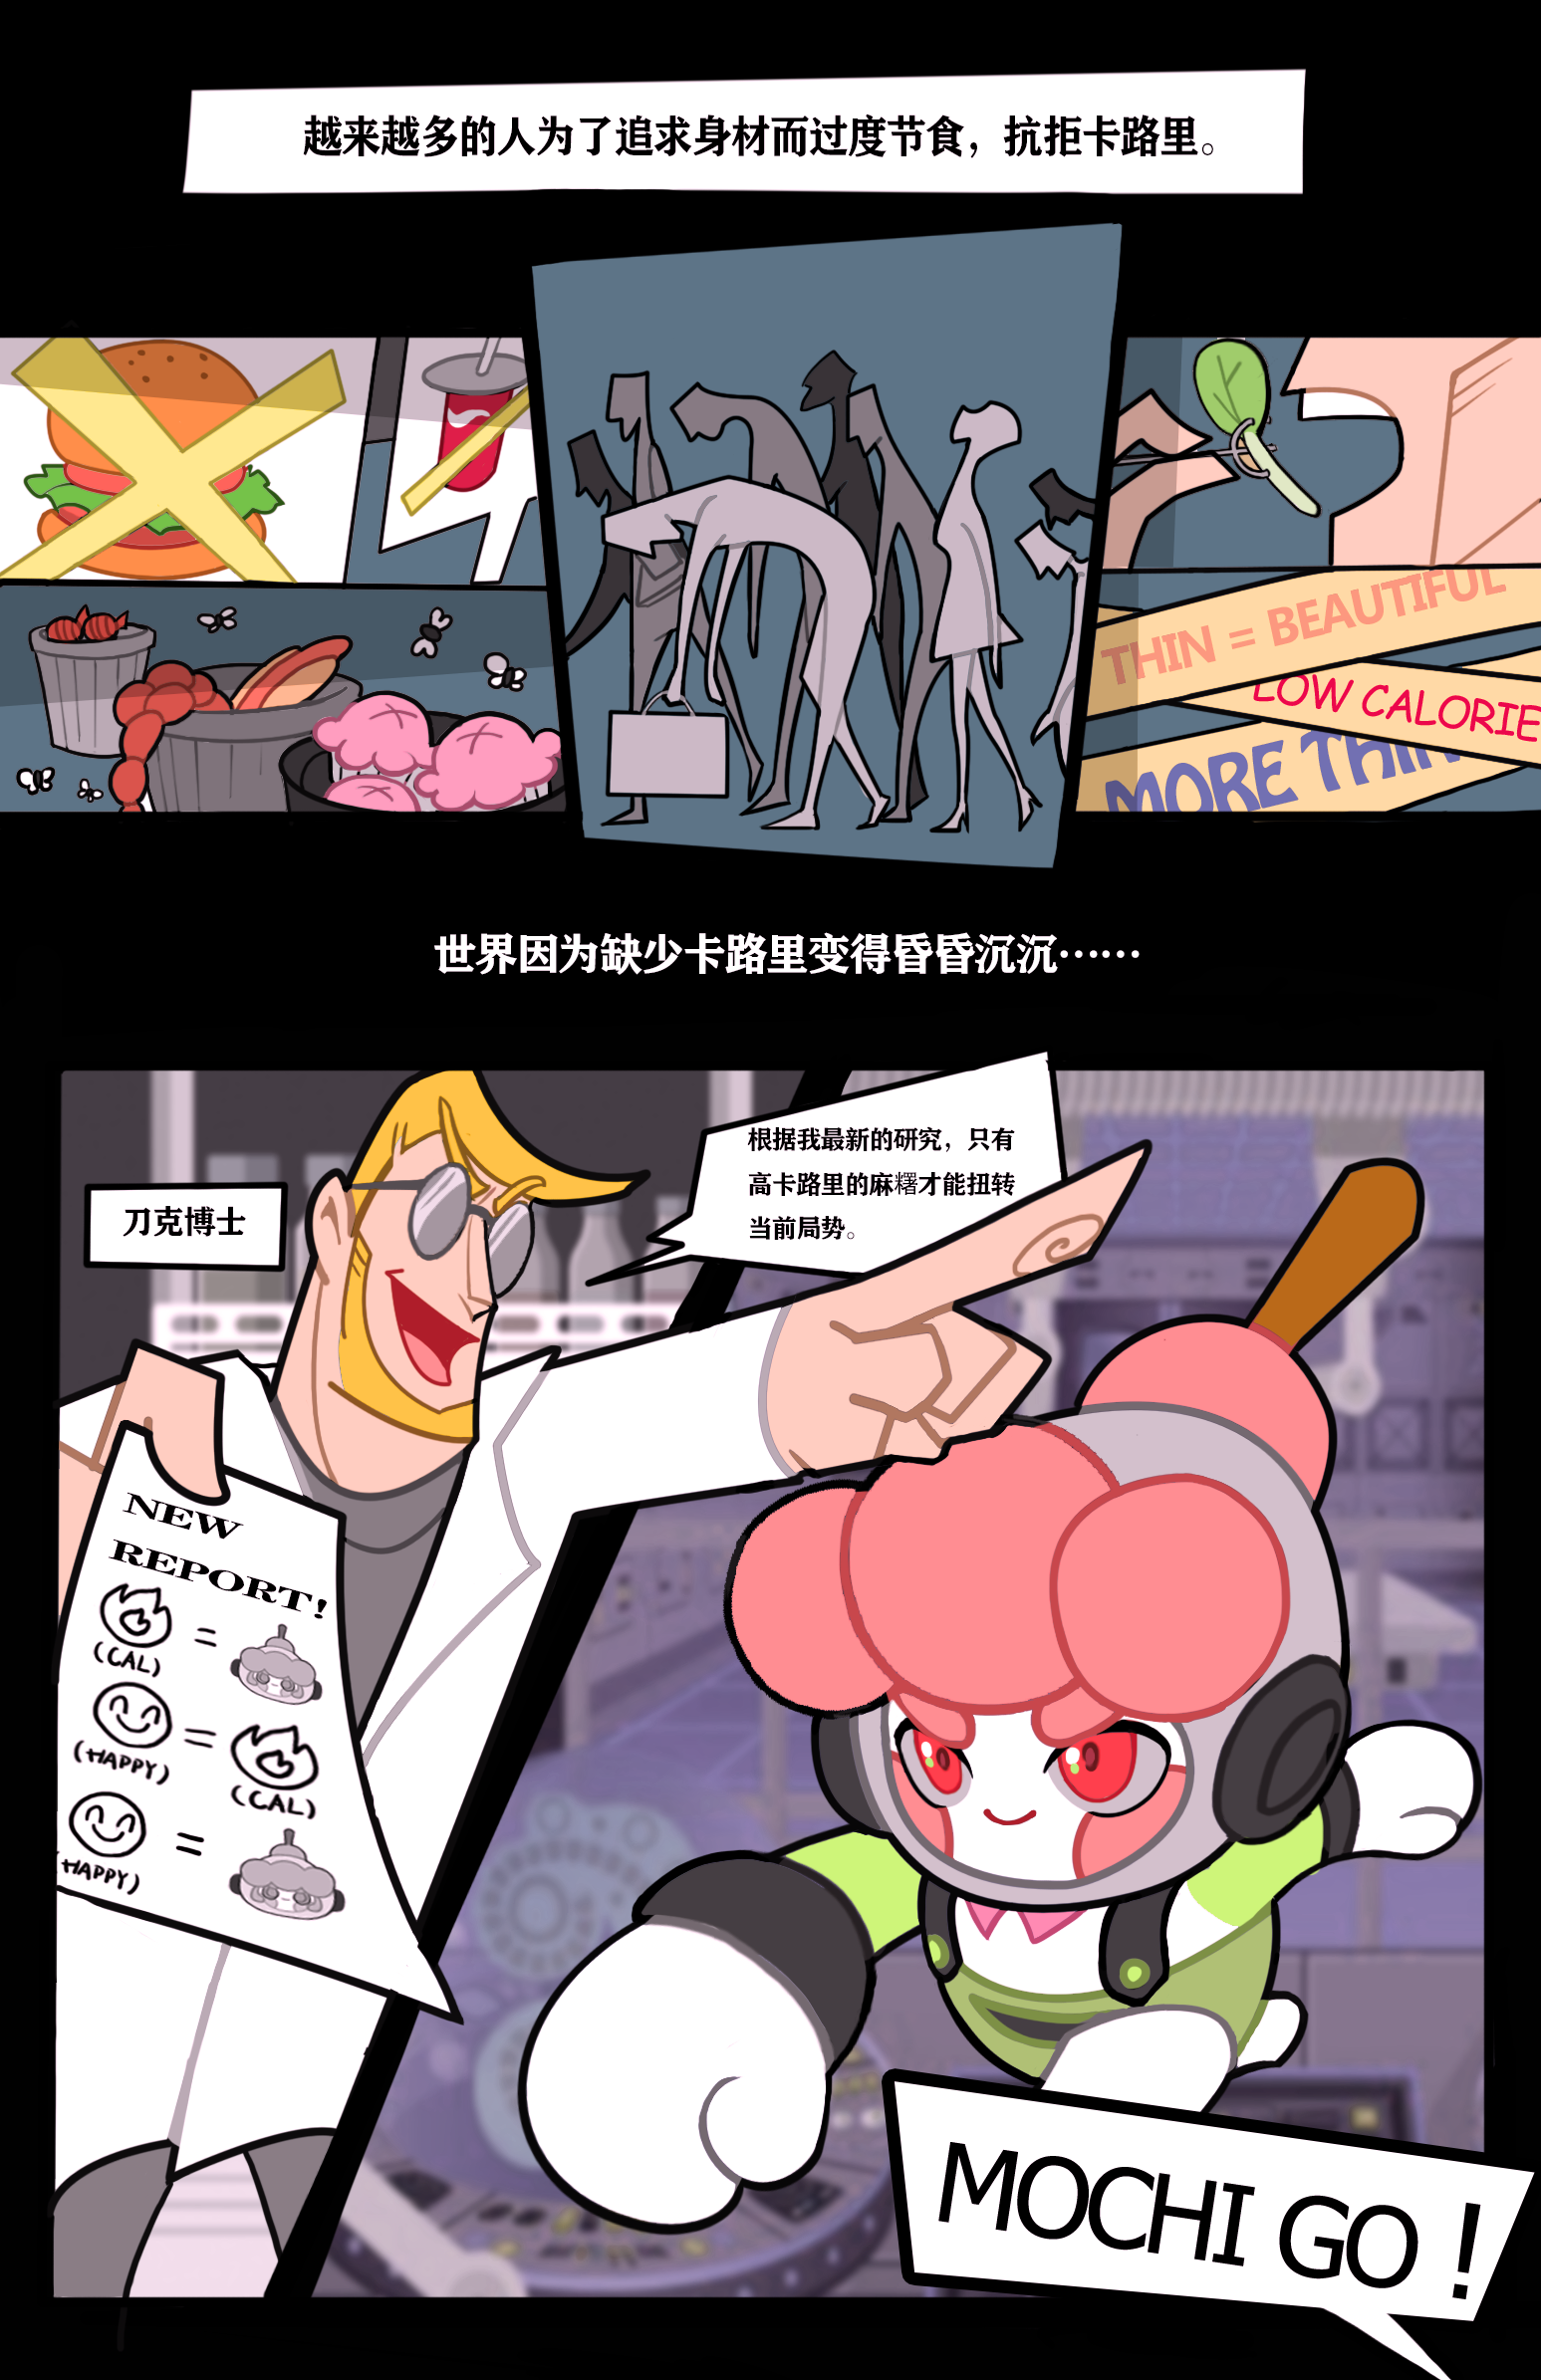 越来越多的人为了追求身材而过度节食，抗拒卡路里。
THIN = BEAUTIFUL
LOW CALORIE
MORE THIN
世界因为缺少卡路里变得昏昏沉沉……
刀克博士
根据我最新的研究，只有
高卡路里的麻糬才能扭转
当前局势。
NEW
REPORT!
=
(CAL)
=
(HAPPY)
(CAL)
=
(HAPPY)
MOCHI GO！